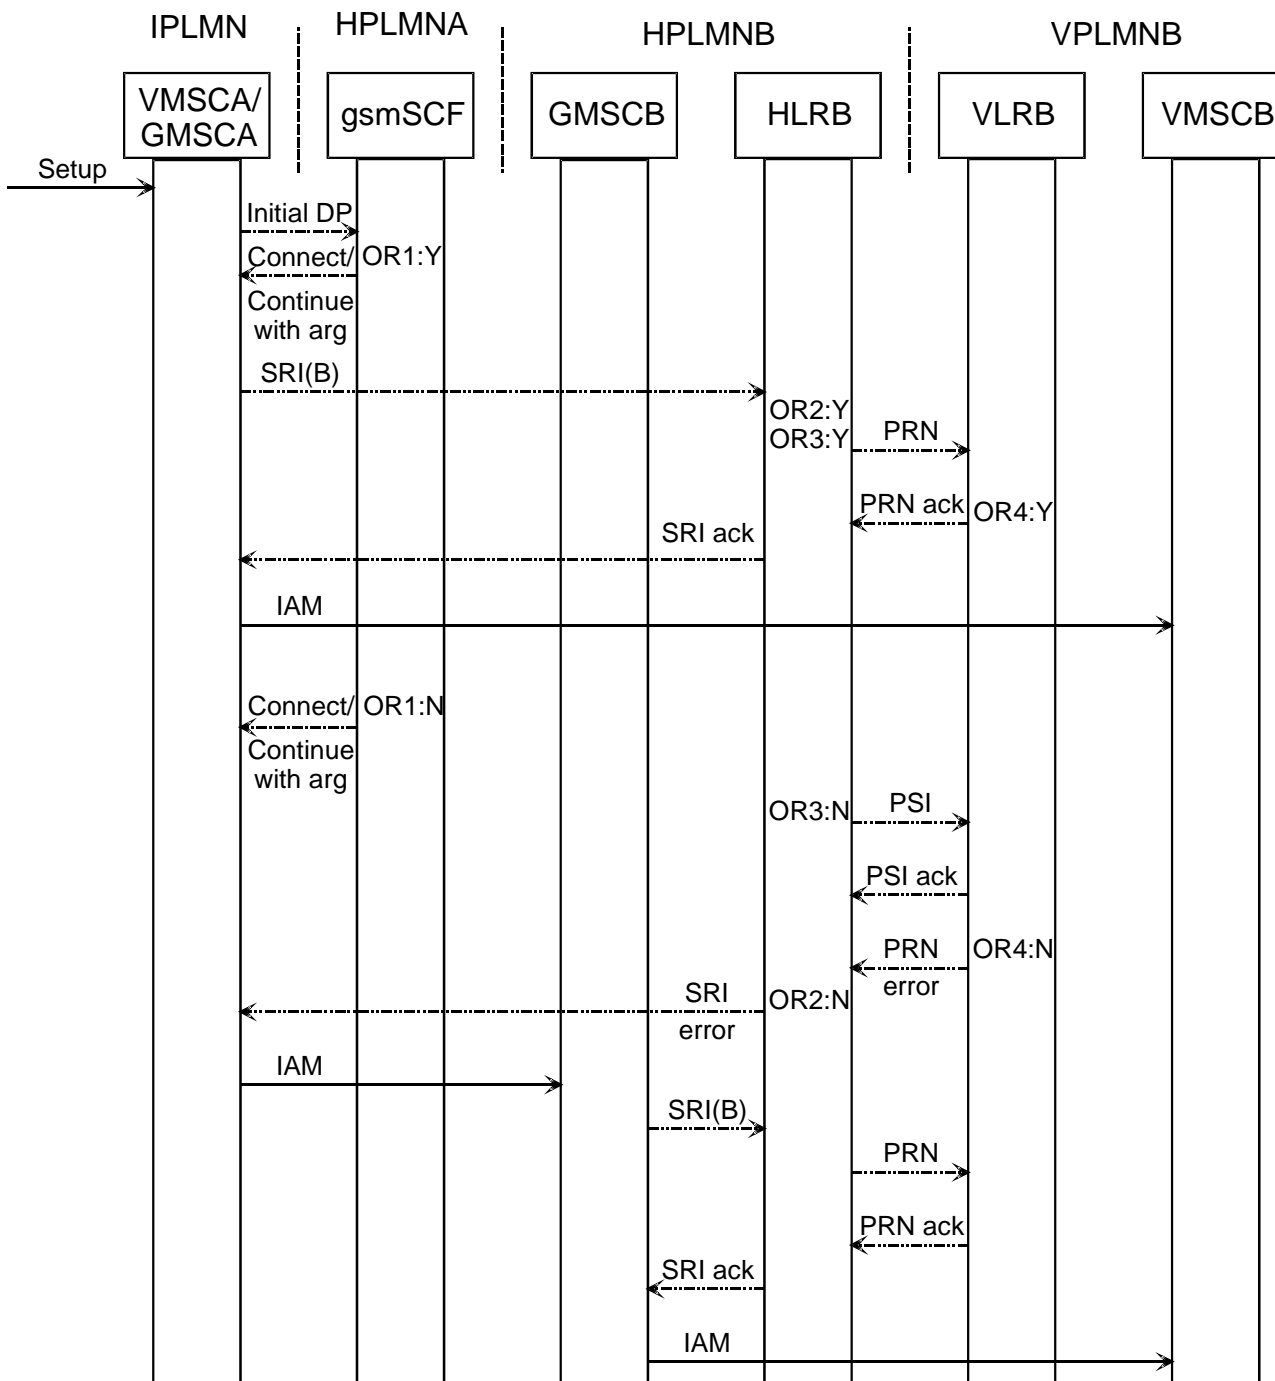 IPLMN
HPLMNA
HPLMNB
VPLMNB
VMSCA/
GMSCA
gsmSCF
GMSCB
HLRB
VLRB
VMSCB
Setup
Initial DP
Connect/
OR1:Y
Continue
with arg
SRI(B)
OR2:Y
OR3:Y
PRN
PRN ack
OR4:Y
SRI ack
IAM
Connect/
OR1:N
Continue
with arg
OR3:N
PSI
PSI ack
PRN
error
OR4:N
SRI
error
OR2:N
IAM
SRI(B)
PRN
PRN ack
SRI ack
IAM